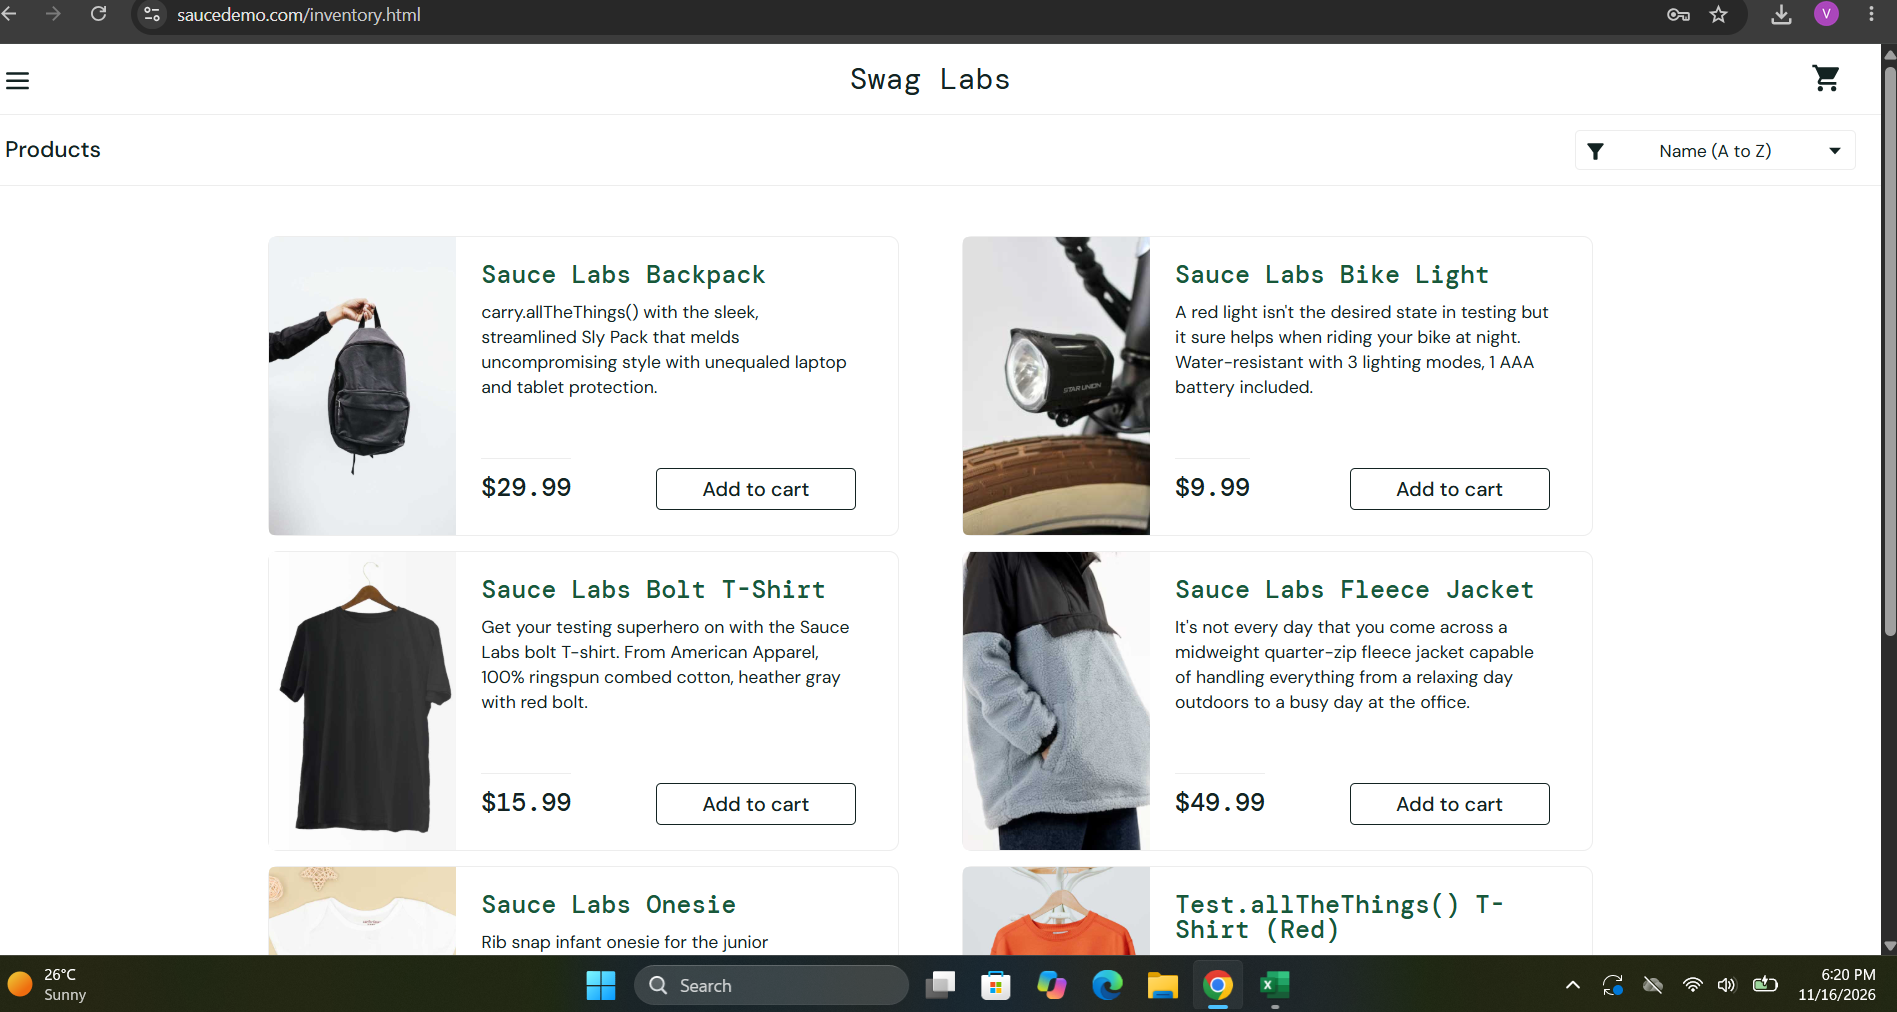 saucedemo.com/inventory.html
V
Swag Labs
Products
Name (A to Z)
Sauce Labs Backpack
carry.allTheThings() with the sleek,
streamlined Sly Pack that melds
uncompromising style with unequaled laptop
and tablet protection.
$29.99
Add to cart
STAR UNION
Sauce Labs Bike Light
A red light isn't the desired state in testing but
it sure helps when riding your bike at night.
Water-resistant with 3 lighting modes, 1 AAA
battery included.
$9.99
Add to cart
Sauce Labs Bolt T-Shirt
Get your testing superhero on with the Sauce
Labs bolt T-shirt. From American Apparel,
100% ringspun combed cotton, heather gray
with red bolt.
$15.99
Add to cart
Sauce Labs Fleece Jacket
It's not every day that you come across a
midweight quarter-zip fleece jacket capable
of handling everything from a relaxing day
outdoors to a busy day at the office.
$49.99
Add to cart
Sauce Labs Onesie
Rib snap infant onesie for the junior
Test.allTheThings() T-
Shirt (Red)
26°C
Sunny
Search
6:20 PM
11/16/2026